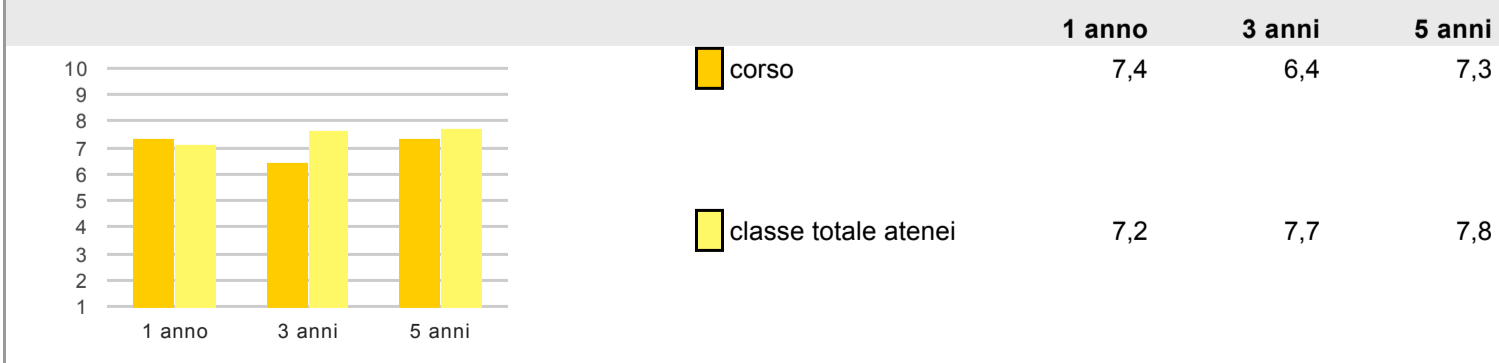 1 anno 3 anni 5 anni
corso 7,4 6,4 7,3
classe totale atenei 7,2 7,7 7,8
10
9
8
7
6
5
4
3
2
1
1 anno 3 anni 5 anni